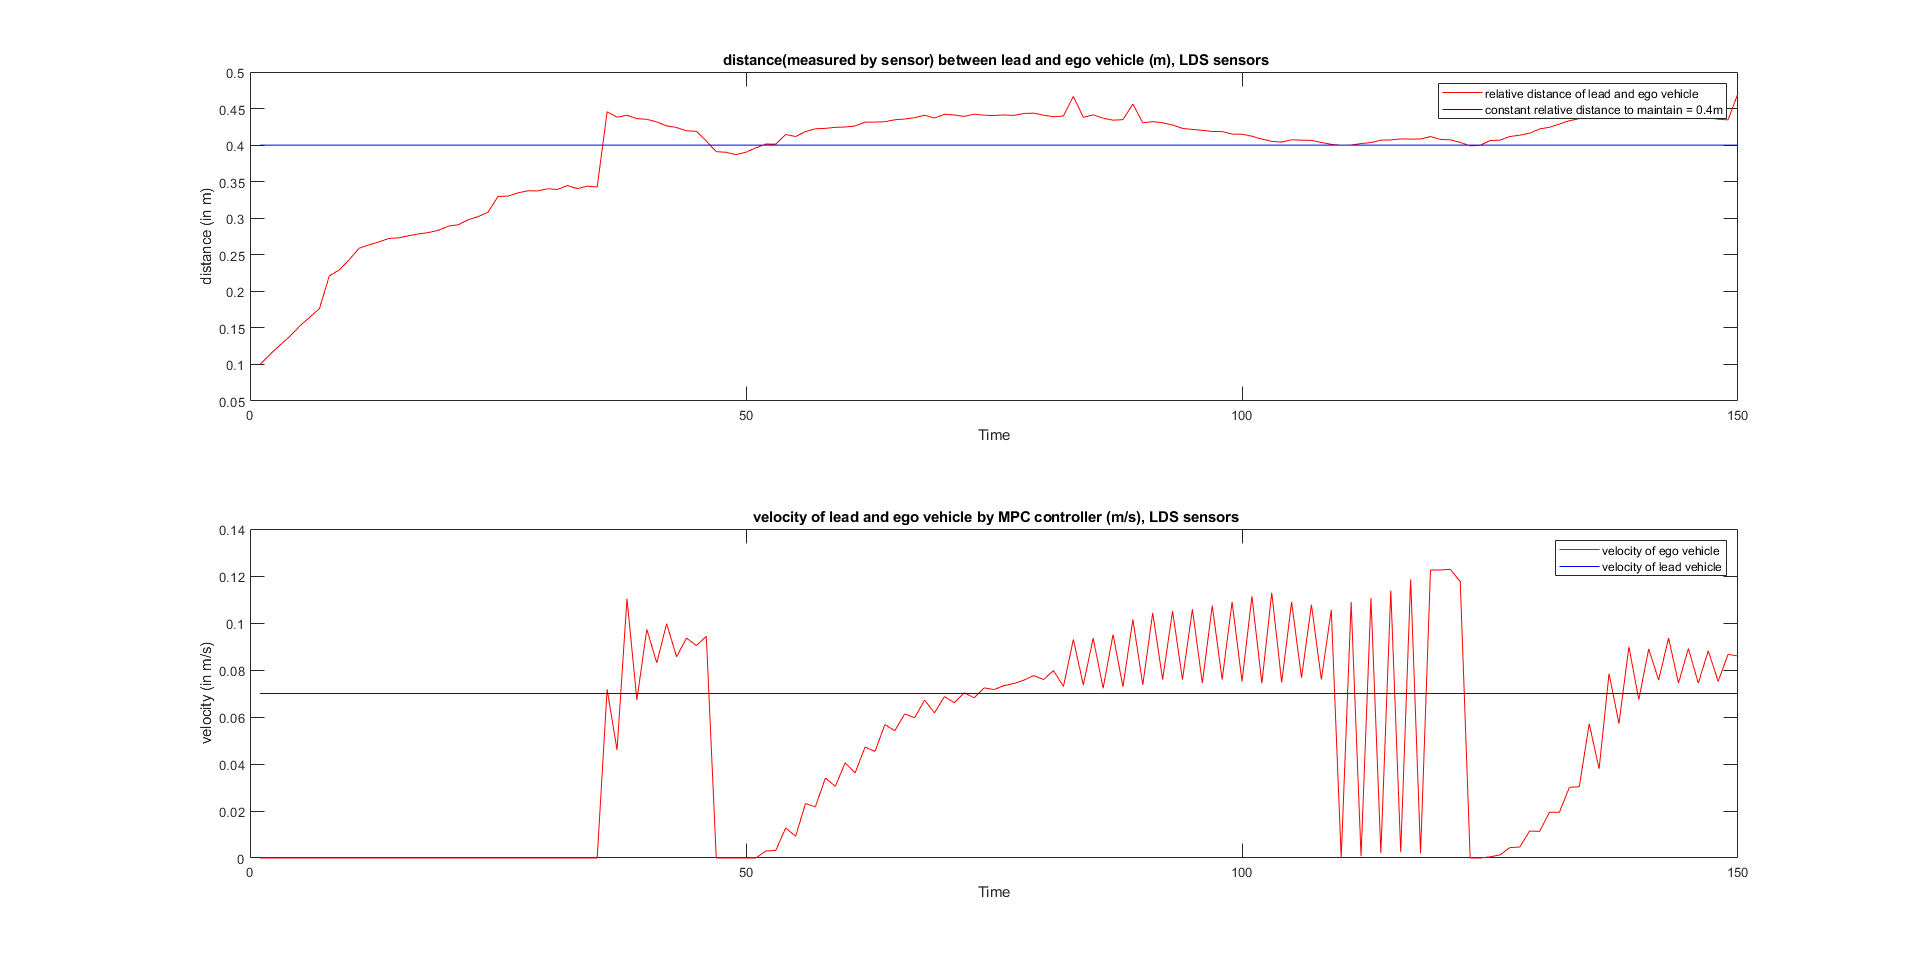 distance(measured by sensor) between lead and ego vehicle (m), LDS sensors
0.5
0.45
0.4
0.35
0.3
0.25
0.2
0.15
0.1
0.05
distance (in m)
relative distance of lead and ego vehicle
constant relative distance to maintain = 0.4m
0 50 100 150
Time
velocity of lead and ego vehicle by MPC controller (m/s), LDS sensors
0.14
0.12
0.1
0.08
0.06
0.04
0.02
0
velocity (in m/s)
velocity of ego vehicle
velocity of lead vehicle
0 50 100 150
Time